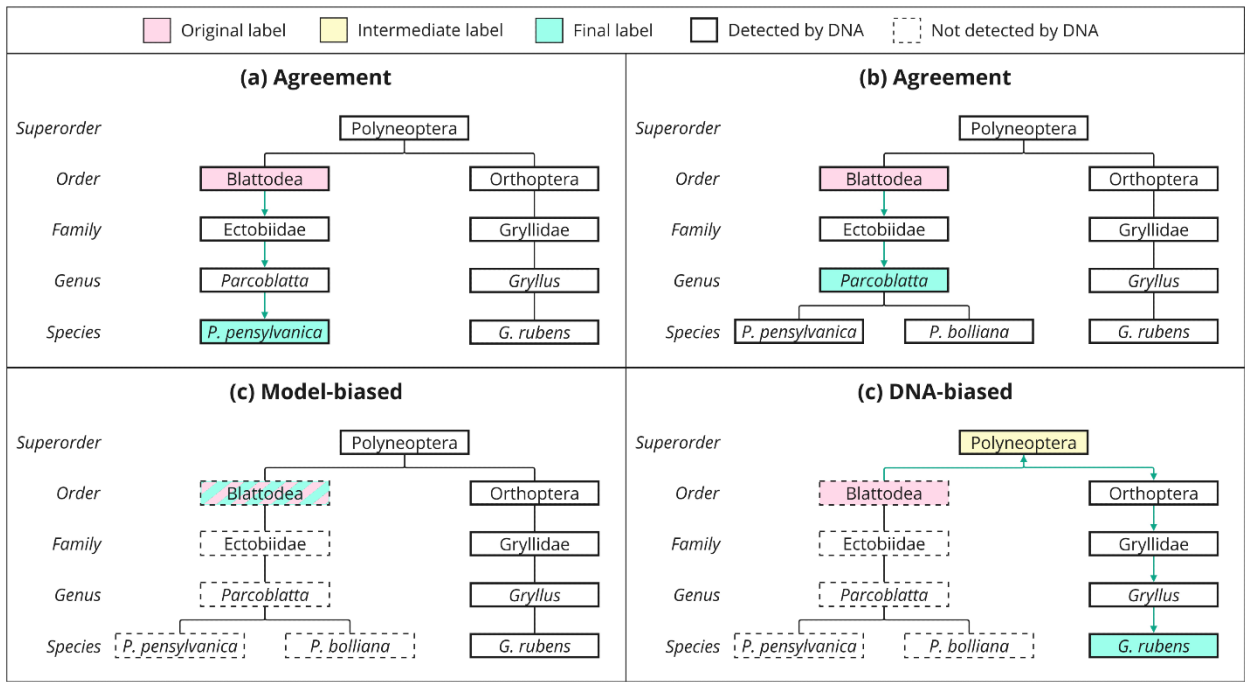 Original label Intermediate label Final label Detected by DNA Not detected by DNA
(a) Agreement
Superorder Polyneoptera
Order Blattodea Orthoptera
Family Ectobiidae Gryllidae
Genus Parcoblatta Gryllus
Species P. pensylvanica G. rubens
(b) Agreement
Superorder Polyneoptera
Order Blattodea Orthoptera
Family Ectobiidae Gryllidae
Genus Parcoblatta Gryllus
Species P. pensylvanica P. bolliana G. rubens
(c) Model-biased
Superorder Polyneoptera
Order Blattodea Orthoptera
Family Ectobiidae Gryllidae
Genus Parcoblatta Gryllus
Species P. pensylvanica P. bolliana G. rubens
(c) DNA-biased
Superorder Polyneoptera
Order Blattodea Orthoptera
Family Ectobiidae Gryllidae
Genus Parcoblatta Gryllus
Species P. pensylvanica P. bolliana G. rubens